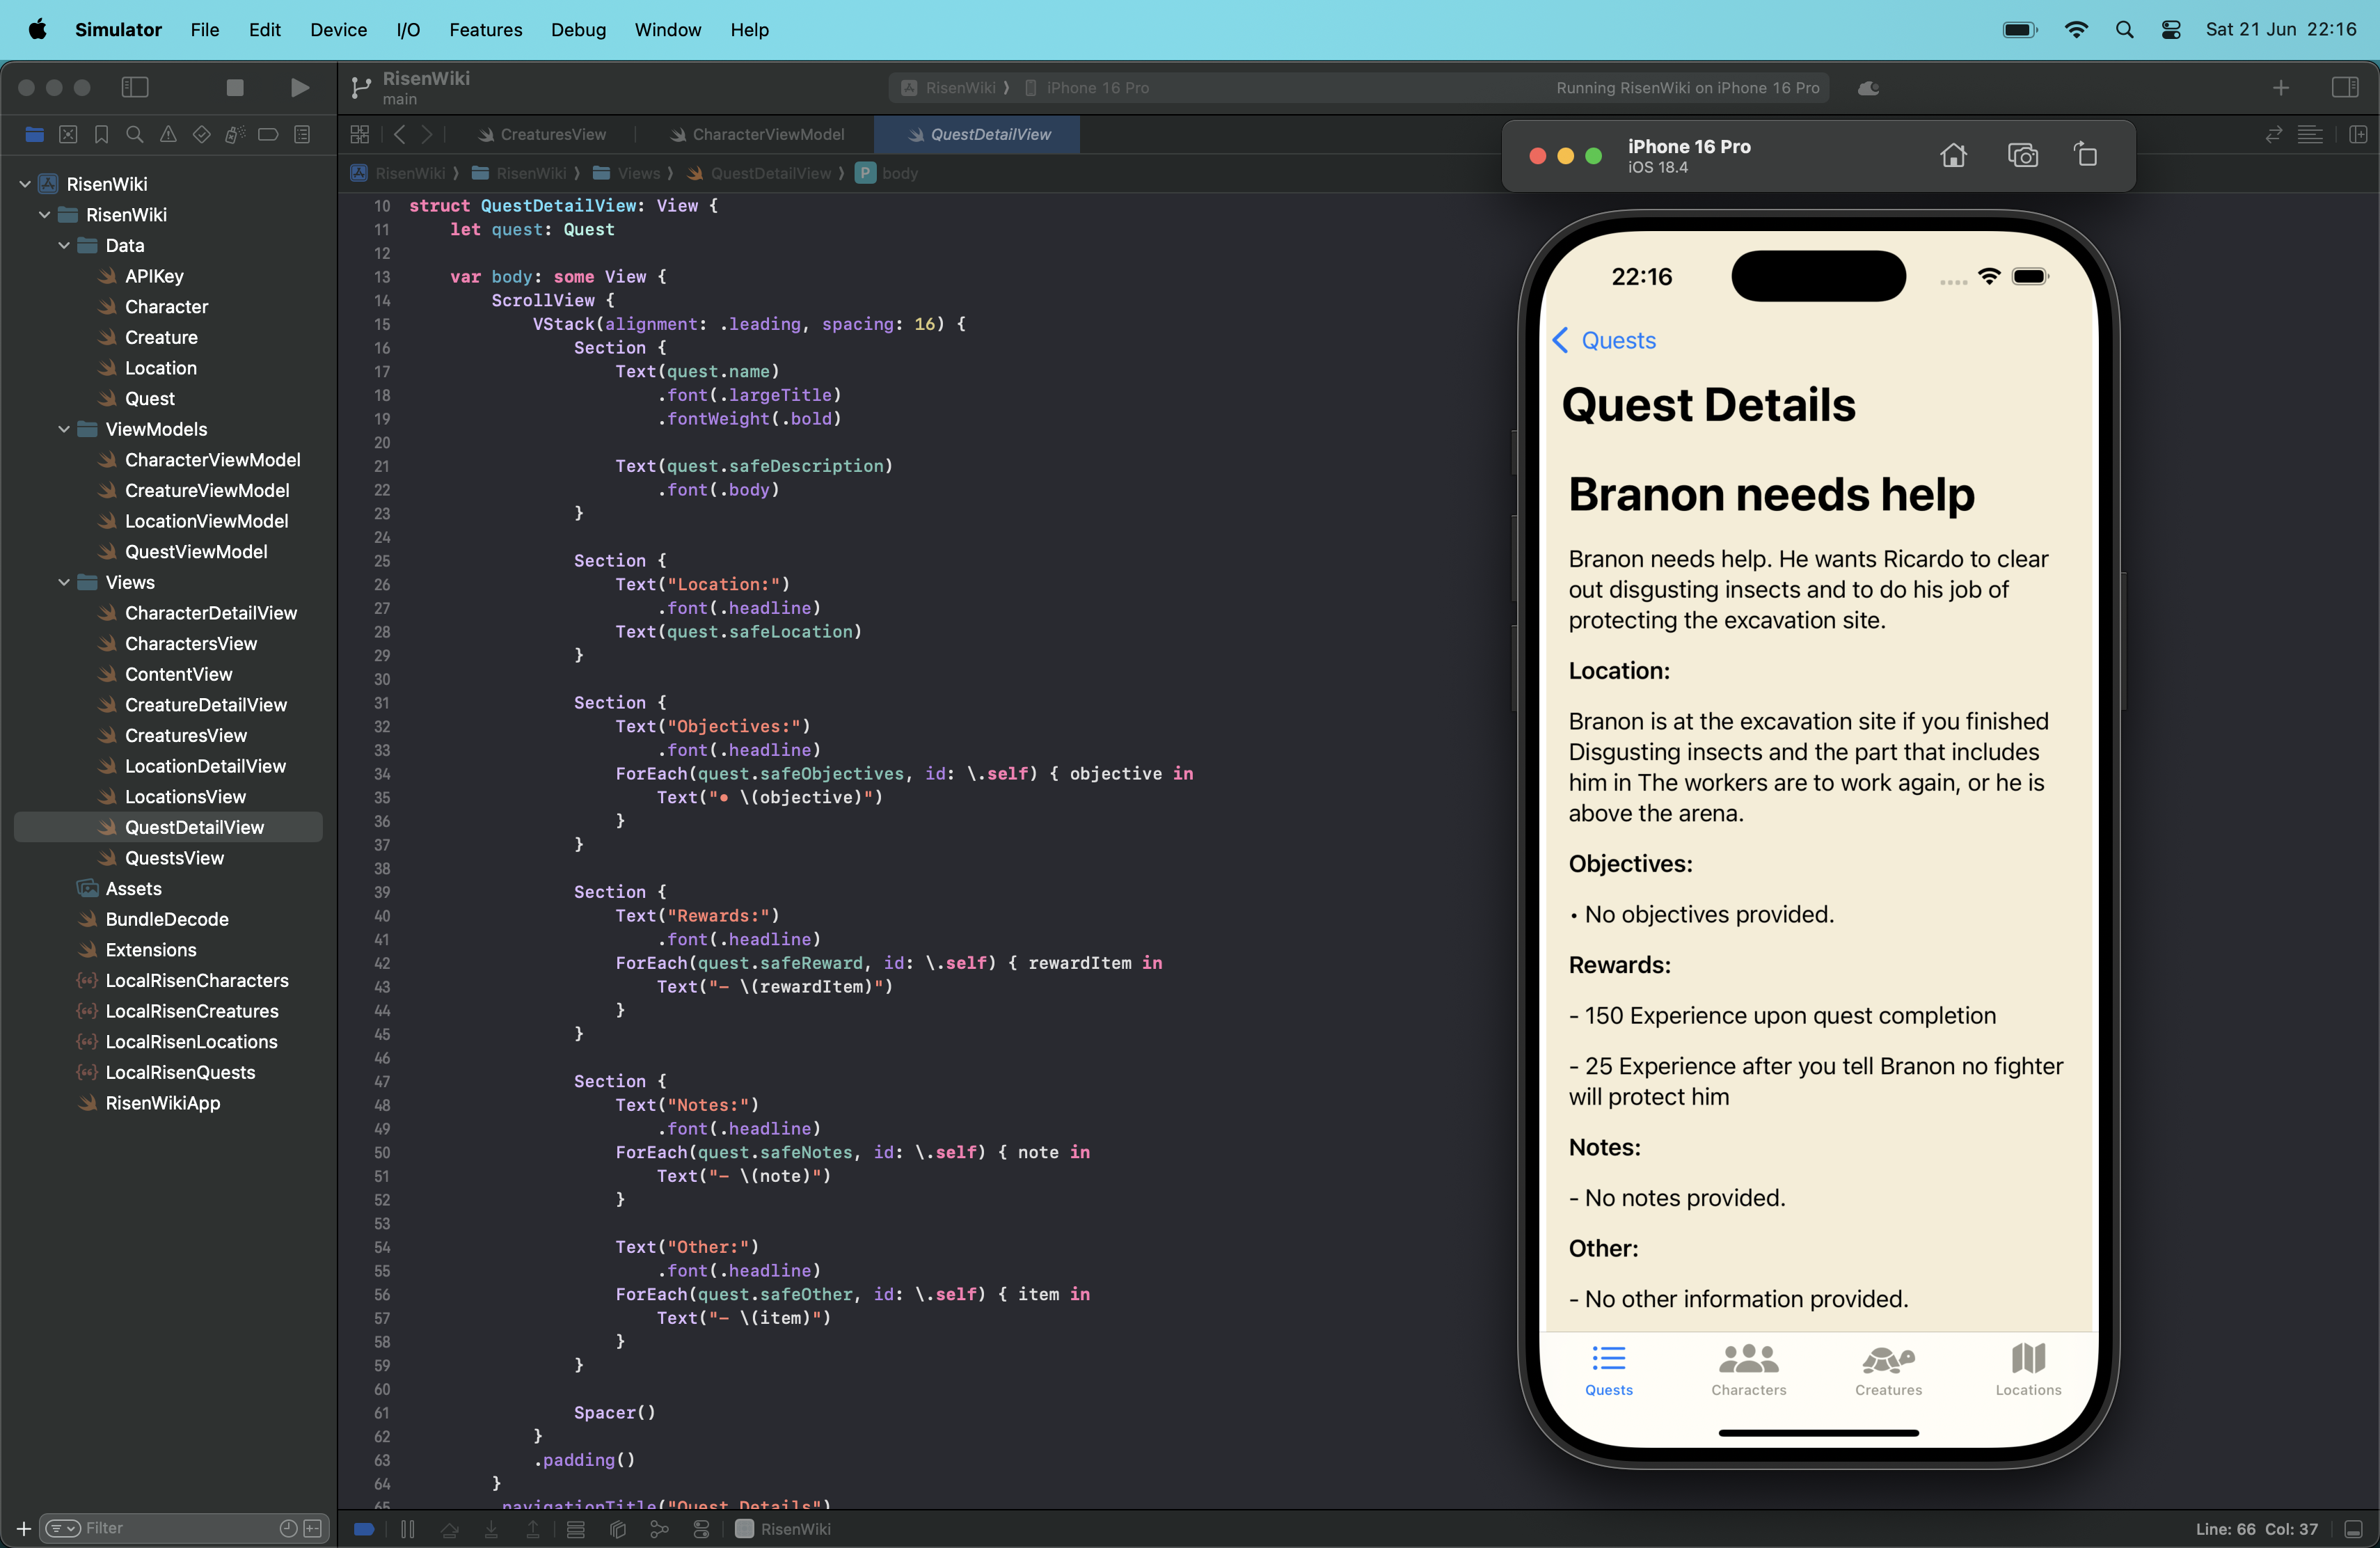 Simulator File Edit Device I/O Features Debug Window Help Sat 21 Jun 22:16
RisenWiki
main
RisenWiki iPhone 16 Pro Running RisenWiki on iPhone 16 Pro
CreaturesView CharacterViewModel QuestDetailView
RisenWiki RisenWiki Views QuestDetailView P body
RisenWiki
RisenWiki
Data
APIKey
Character
Creature
Location
Quest
ViewModels
CharacterViewModel
CreatureViewModel
LocationViewModel
QuestViewModel
Views
CharacterDetailView
CharactersView
ContentView
CreatureDetailView
CreaturesView
LocationDetailView
LocationsView
QuestDetailView
QuestsView
Assets
BundleDecode
Extensions
LocalRisenCharacters
LocalRisenCreatures
LocalRisenLocations
LocalRisenQuests
RisenWikiApp
Filter
10 struct QuestDetailView: View {
11 let quest: Quest
12
13 var body: some View {
14 ScrollView {
15 VStack(alignment: .leading, spacing: 16) {
16 Section {
17 Text(quest.name)
18 .font(.largeTitle)
19 .fontWeight(.bold)
20
21 Text(quest.safeDescription)
22 .font(.body)
23 }
24
25 Section {
26 Text("Location:")
27 .font(.headline)
28 Text(quest.safeLocation)
29 }
30
31 Section {
32 Text("Objectives:")
33 .font(.headline)
34 ForEach(quest.safeObjectives, id: \.self) { objective in
35 Text("• \(objective)")
36 }
37 }
38
39 Section {
40 Text("Rewards:")
41 .font(.headline)
42 ForEach(quest.safeReward, id: \.self) { rewardItem in
43 Text("- \(rewardItem)")
44 }
45 }
46
47 Section {
48 Text("Notes:")
49 .font(.headline)
50 ForEach(quest.safeNotes, id: \.self) { note in
51 Text("- \(note)")
52 }
53
54 Text("Other:")
55 .font(.headline)
56 ForEach(quest.safeOther, id: \.self) { item in
57 Text("- \(item)")
58 }
59 }
60
61 Spacer()
62 }
63 .padding()
64 }
65 .navigationTitle("Quest Details")
RisenWiki
Line: 66 Col: 37
iPhone 16 Pro
iOS 18.4
22:16
Quests
Quest Details
Branon needs help
Branon needs help. He wants Ricardo to clear
out disgusting insects and to do his job of
protecting the excavation site.
Location:
Branon is at the excavation site if you finished
Disgusting insects and the part that includes
him in The workers are to work again, or he is
above the arena.
Objectives:
• No objectives provided.
Rewards:
- 150 Experience upon quest completion
- 25 Experience after you tell Branon no fighter
will protect him
Notes:
- No notes provided.
Other:
- No other information provided.
Quests Characters Creatures Locations